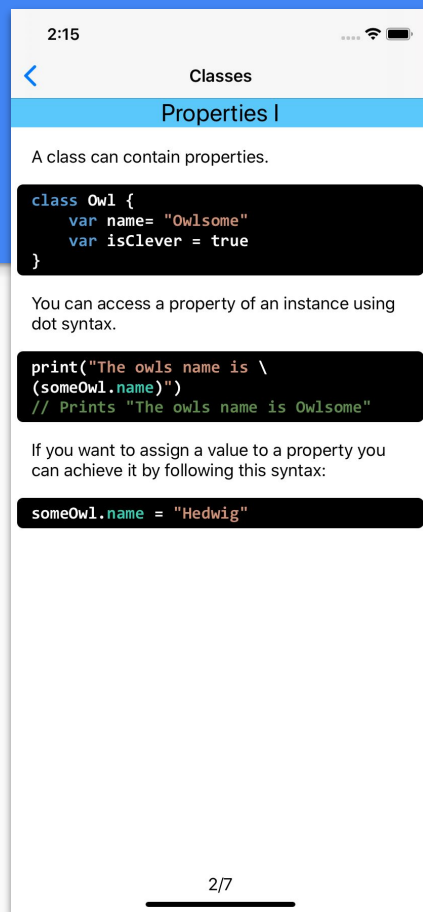 2:15
Classes
Properties I
A class can contain properties.
class Owl {
    var name= "Owlsome"
    var isClever = true
}
You can access a property of an instance using
dot syntax.
print("The owls name is \
(someOwl.name)")
// Prints "The owls name is Owlsome"
If you want to assign a value to a property you
can achieve it by following this syntax:
someOwl.name = "Hedwig"
2/7